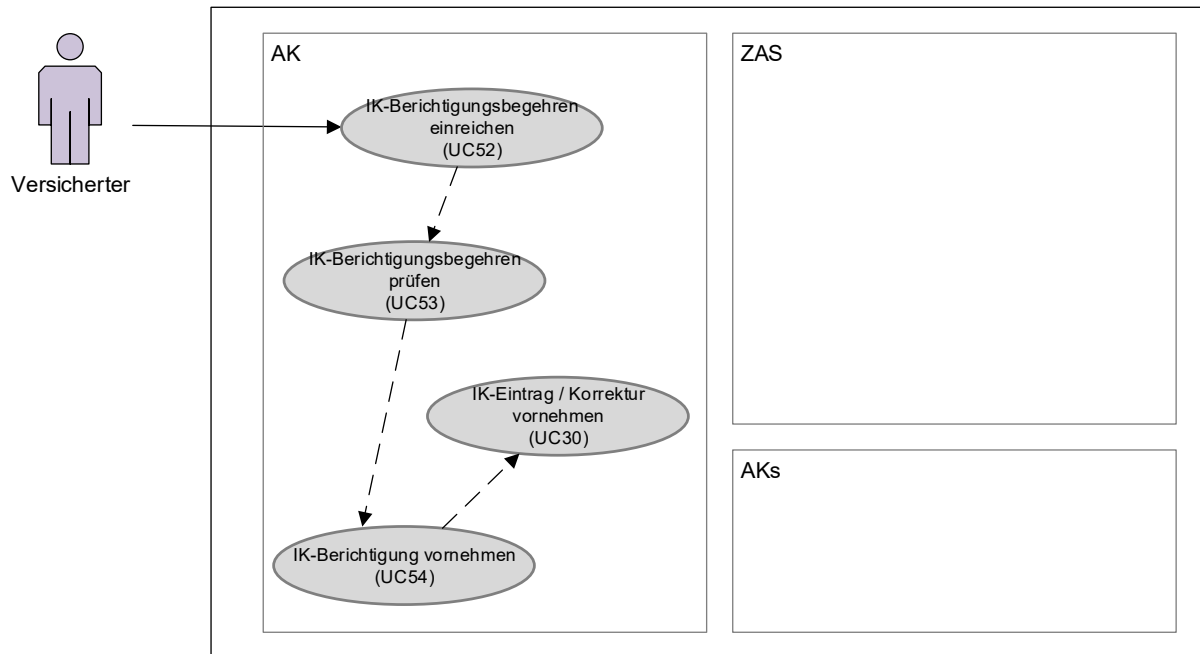 AK
ZAS
IK-Berichtigungsbegehren
einreichen
(UC52)
Versicherter
IK-Berichtigungsbegehren
prüfen
(UC53)
IK-Eintrag / Korrektur
vornehmen
(UC30)
AKs
IK-Berichtigung vornehmen
(UC54)